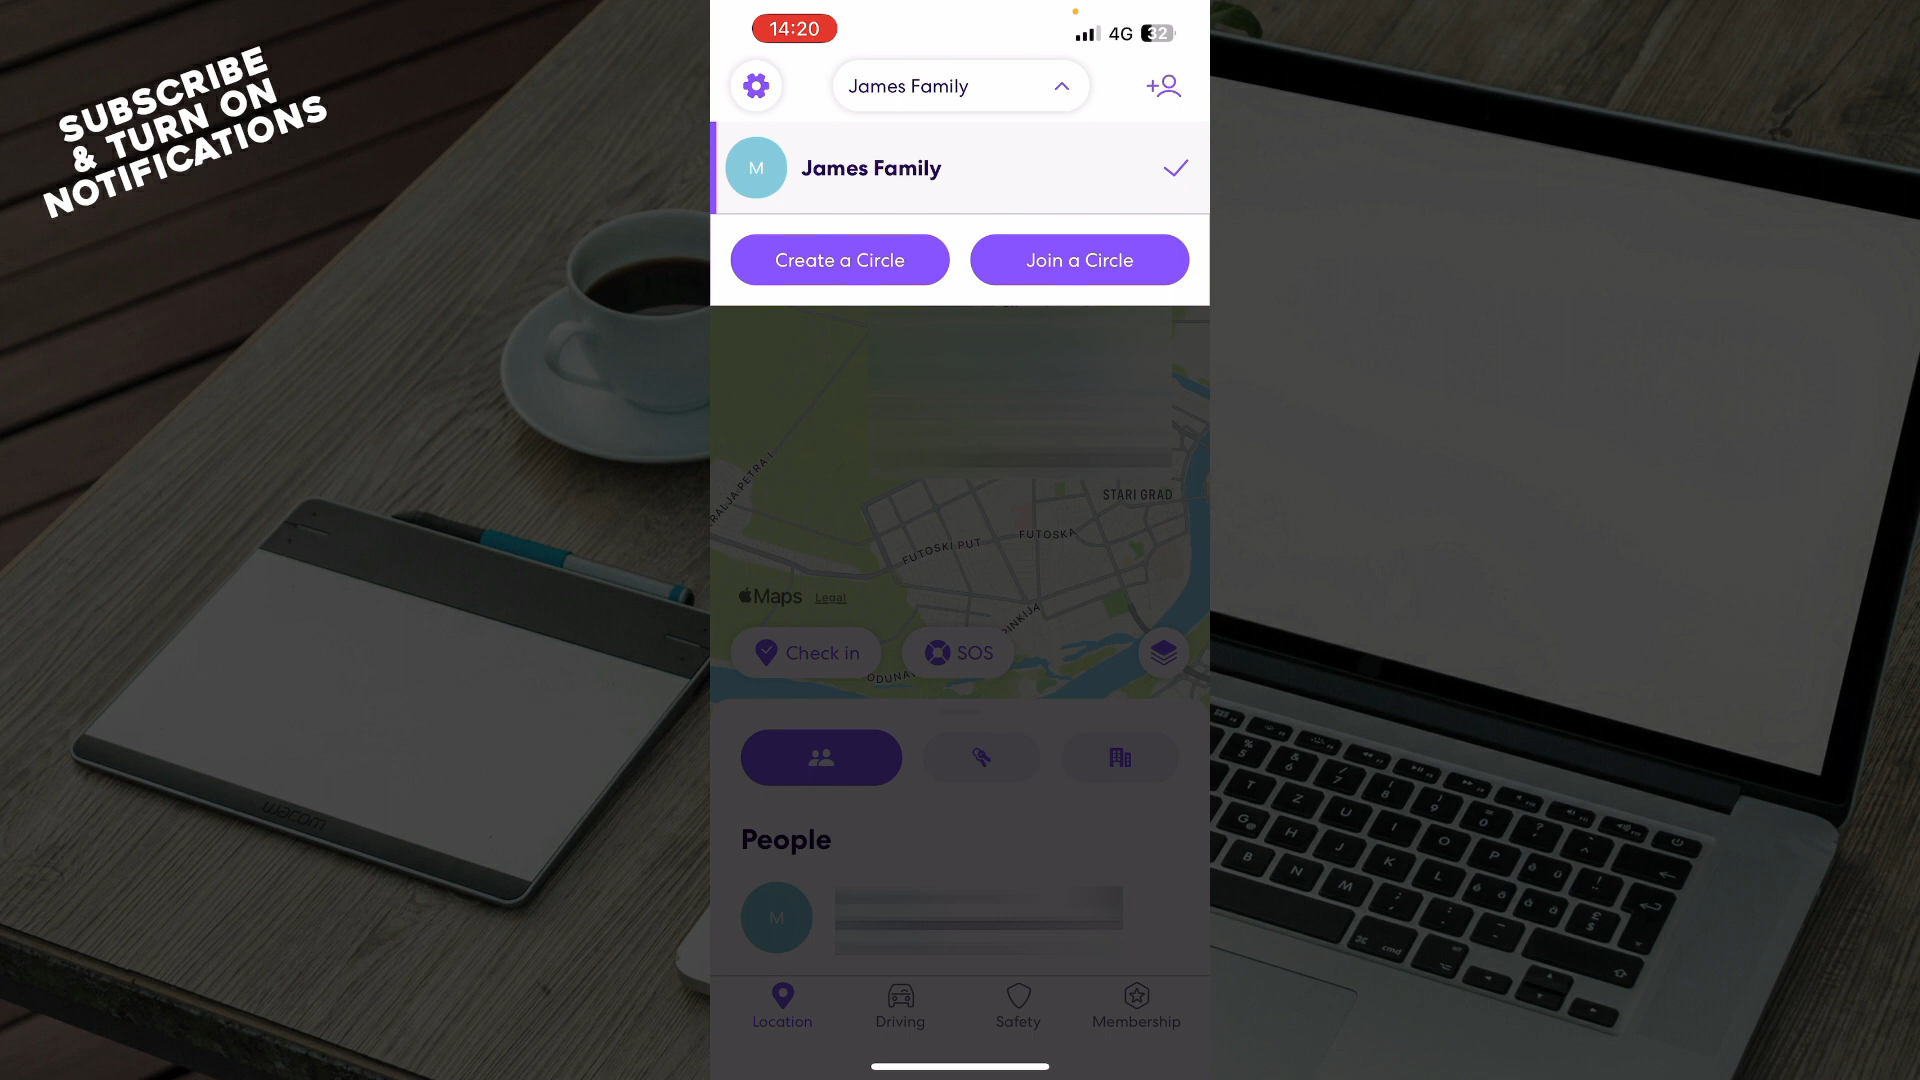 SUBSCRIBE
& TURN ON
NOTIFICATIONS
14:20
4G
32
James Family
M
James Family
Create a Circle
Join a Circle
STARI GRAD
FUTOSKI PUT
FUTOSKA
Maps
Legal
Check in
SOS
People
M
Location
Driving
Safety
Membership
wacom